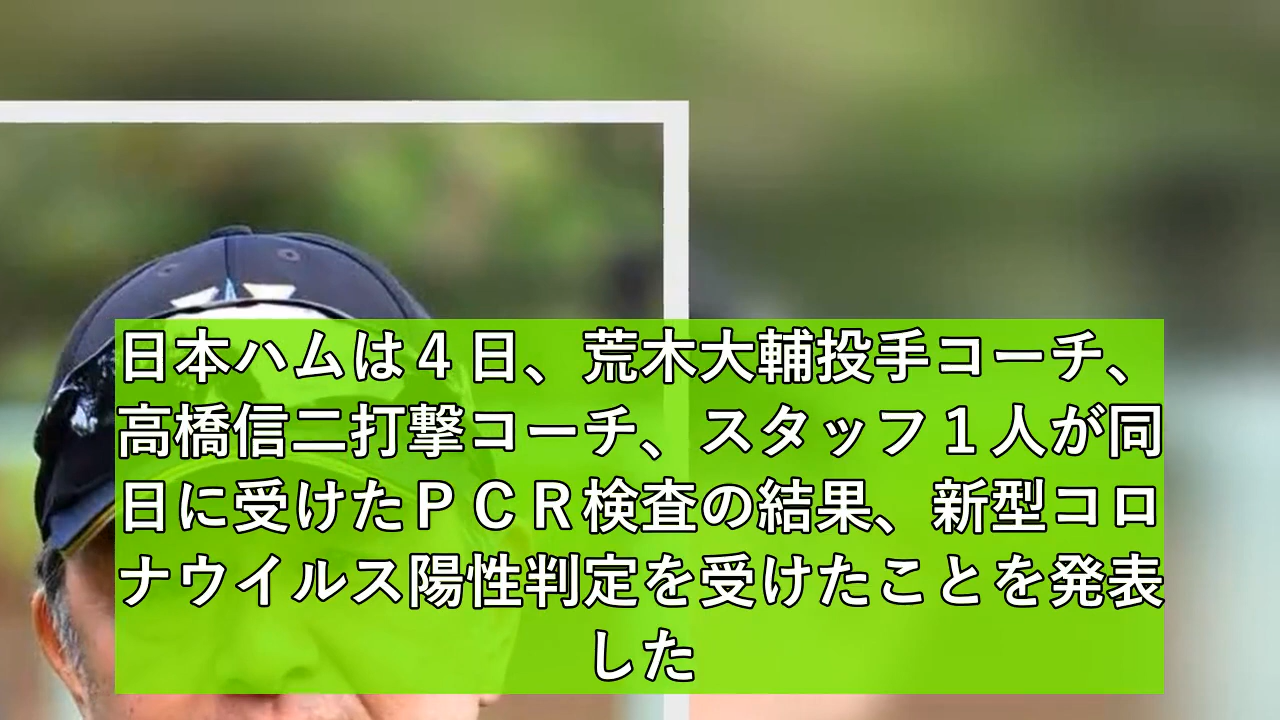 日本ハムは４日、荒木大輔投手コーチ、
高橋信二打撃コーチ、スタッフ１人が同
日に受けたＰＣＲ検査の結果、新型コロ
ナウイルス陽性判定を受けたことを発表
した